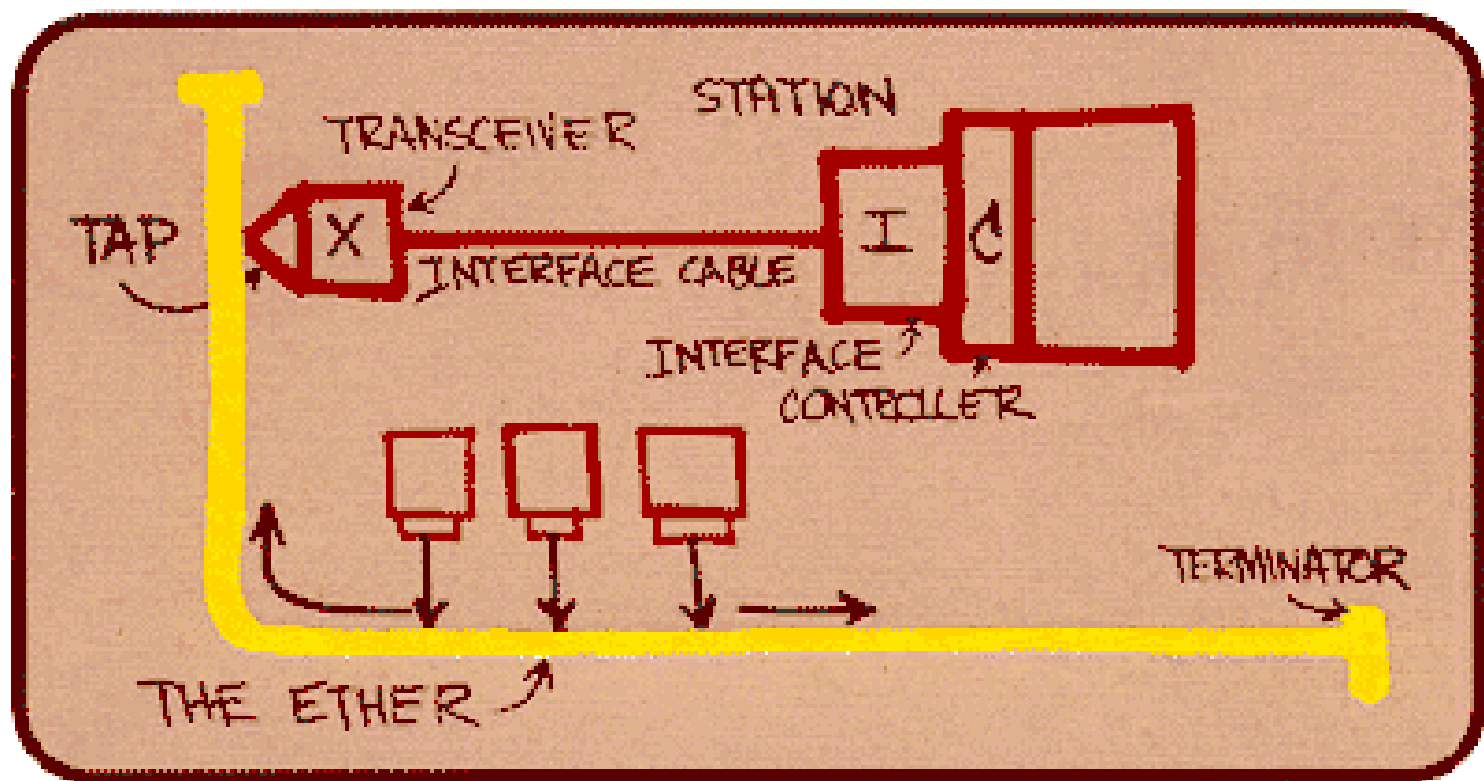 STATION
TRANSCEIVER
TAP
X
I
C
INTERFACE CABLE
INTERFACE
CONTROLLER
TERMINATOR
THE ETHER